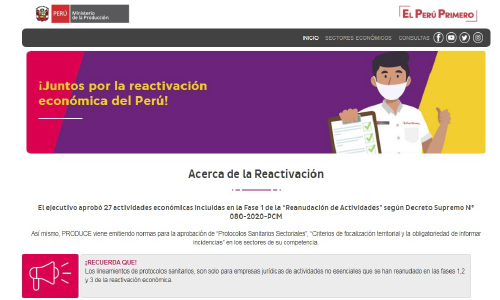 PERÚ Ministerio
de la Producción
EL PERÚ PRIMERO
INICIO SECTORES ECONÓMICOS CONSULTAS
¡Juntos por la reactivación
económica del Perú!
Acerca de la Reactivación
El ejecutivo aprobó 27 actividades económicas incluidas en la Fase 1 de la "Reanudación de Actividades" según Decreto Supremo N°
080-2020-PCM
Así mismo, PRODUCE viene emitiendo normas para la aprobación de "Protocolos Sanitarios Sectoriales", "Criterios de focalización territorial y la obligatoriedad de informar
incidencias" en los sectores de su competencia.
¡RECUERDA QUE!
Los lineamientos de protocolos sanitarios, son solo para empresas jurídicas de actividades no esenciales que se han reanudado en las fases 1,2
y 3 de la reactivación económica.